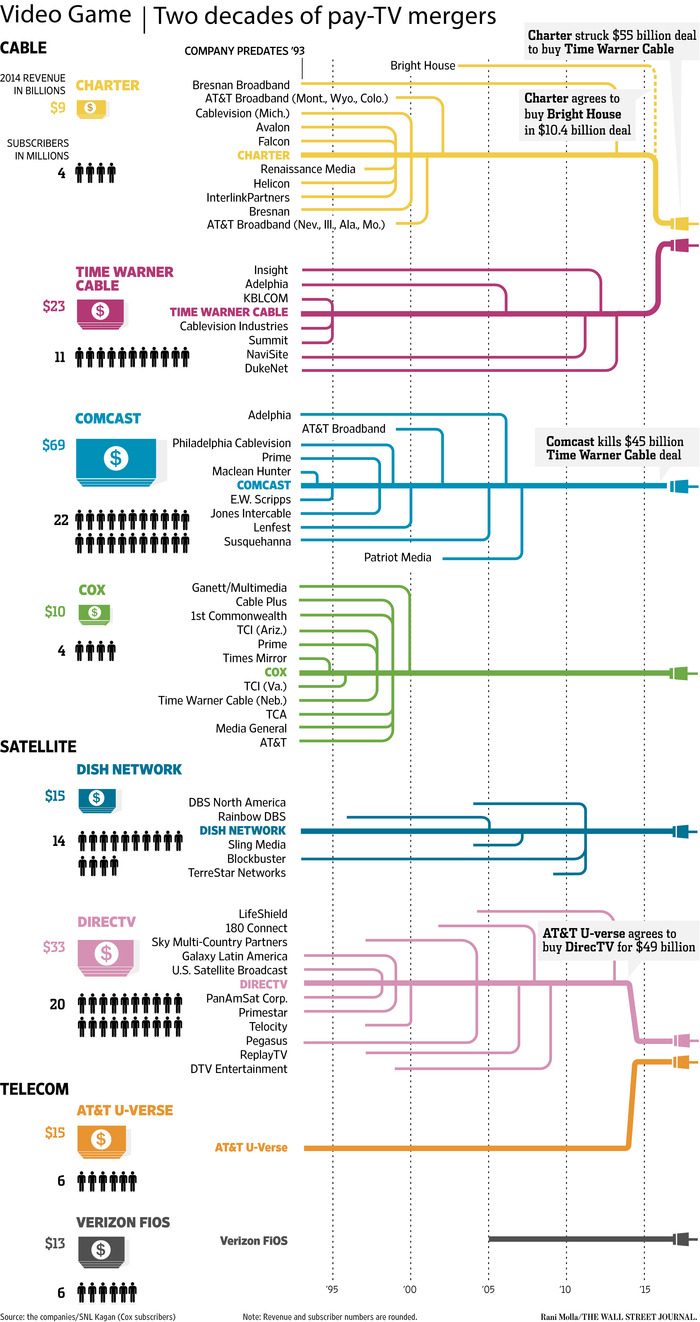 Video Game | Two decades of pay-TV mergers
CABLE
COMPANY PREDATES '93
Charter struck $55 billion deal
to buy Time Warner Cable
2014 REVENUE
IN BILLIONS
CHARTER
$9
$
SUBSCRIBERS
IN MILLIONS
4
Bright House
Bresnan Broadband
AT&T Broadband (Mont., Wyo., Colo.)
Cablevision (Mich.)
Avalon
Falcon
CHARTER
Renaissance Media
Helicon
InterlinkPartners
Bresnan
AT&T Broadband (Nev., Ill., Ala., Mo.)
Charter agrees to
buy Bright House
in $10.4 billion deal
TIME WARNER
CABLE
$23
$
11
Insight
Adelphia
KBLCOM
TIME WARNER CABLE
Cablevision Industries
Summit
NaviSite
DukeNet
COMCAST
$69
$
22
Adelphia
AT&T Broadband
Philadelphia Cablevision
Prime
Maclean Hunter
COMCAST
E.W. Scripps
Jones Intercable
Lenfest
Susquehanna
Patriot Media
Comcast kills $45 billion
Time Warner Cable deal
COX
$10
$
4
Ganett/Multimedia
Cable Plus
1st Commonwealth
TCI (Ariz.)
Prime
Times Mirror
COX
TCI (Va.)
Time Warner Cable (Neb.)
TCA
Media General
AT&T
SATELLITE
DISH NETWORK
$15
$
14
DBS North America
Rainbow DBS
DISH NETWORK
Sling Media
Blockbuster
TerreStar Networks
DIRECTV
$33
$
20
LifeShield
180 Connect
Sky Multi-Country Partners
Galaxy Latin America
U.S. Satellite Broadcast
DIRECTV
PanAmSat Corp.
Primestar
Telocity
Pegasus
ReplayTV
DTV Entertainment
AT&T U-verse agrees to
buy DirecTV for $49 billion
TELECOM
AT&T U-VERSE
$15
$
6
AT&T U-Verse
VERIZON FIOS
$13
$
6
Verizon FiOS
'95 '00 '05 '10 '15
Source: the companies/SNL Kagan (Cox subscribers) Note: Revenue and subscriber numbers are rounded. Rani Molla/THE WALL STREET JOURNAL.